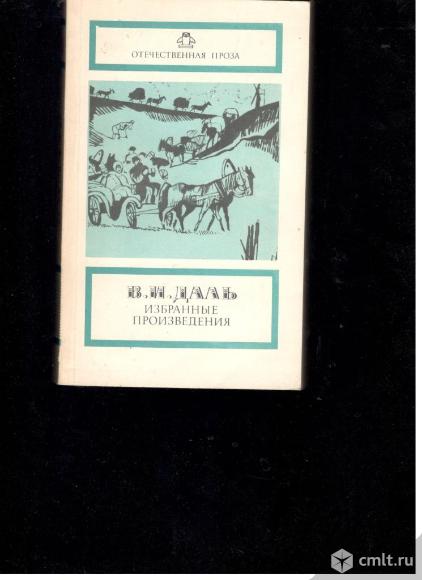 ОТЕЧЕСТВЕННАЯ ПРОЗА
В.И.ДАЛЬ
ИЗБРАННЫЕ
ПРОИЗВЕДЕНИЯ
cmlt.ru